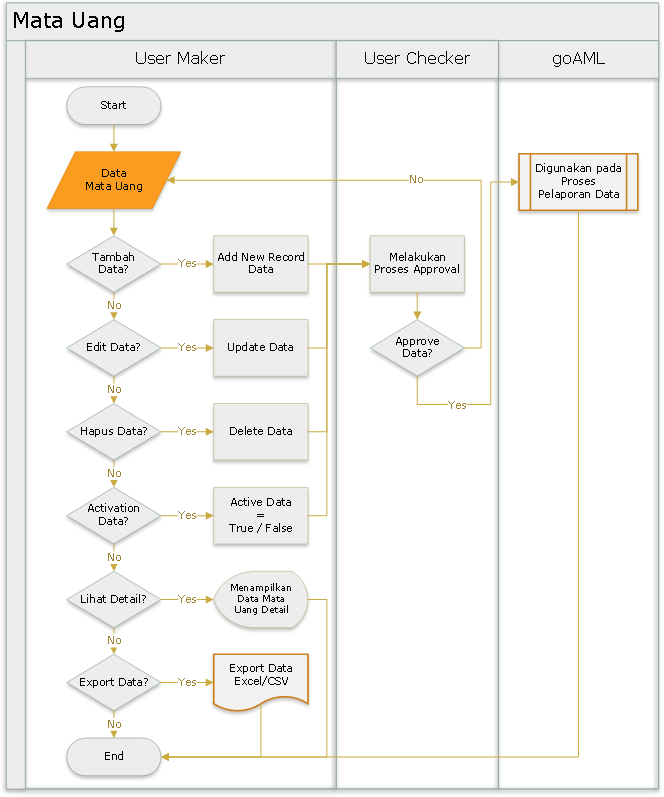 Mata Uang
User Maker
User Checker
goAML
Start
Data
Mata Uang
No
Digunakan pada
Proses
Pelaporan Data
Tambah
Data?
Yes
Add New Record
Data
Melakukan
Proses Approval
No
Edit Data?
Yes
Update Data
Approve
Data?
No
Yes
Hapus Data?
Yes
Delete Data
No
Activation
Data?
Yes
Active Data
=
True / False
No
Lihat Detail?
Yes
Menampilkan
Data Mata
Uang Detail
No
Export Data?
Yes
Export Data
Excel/CSV
No
End